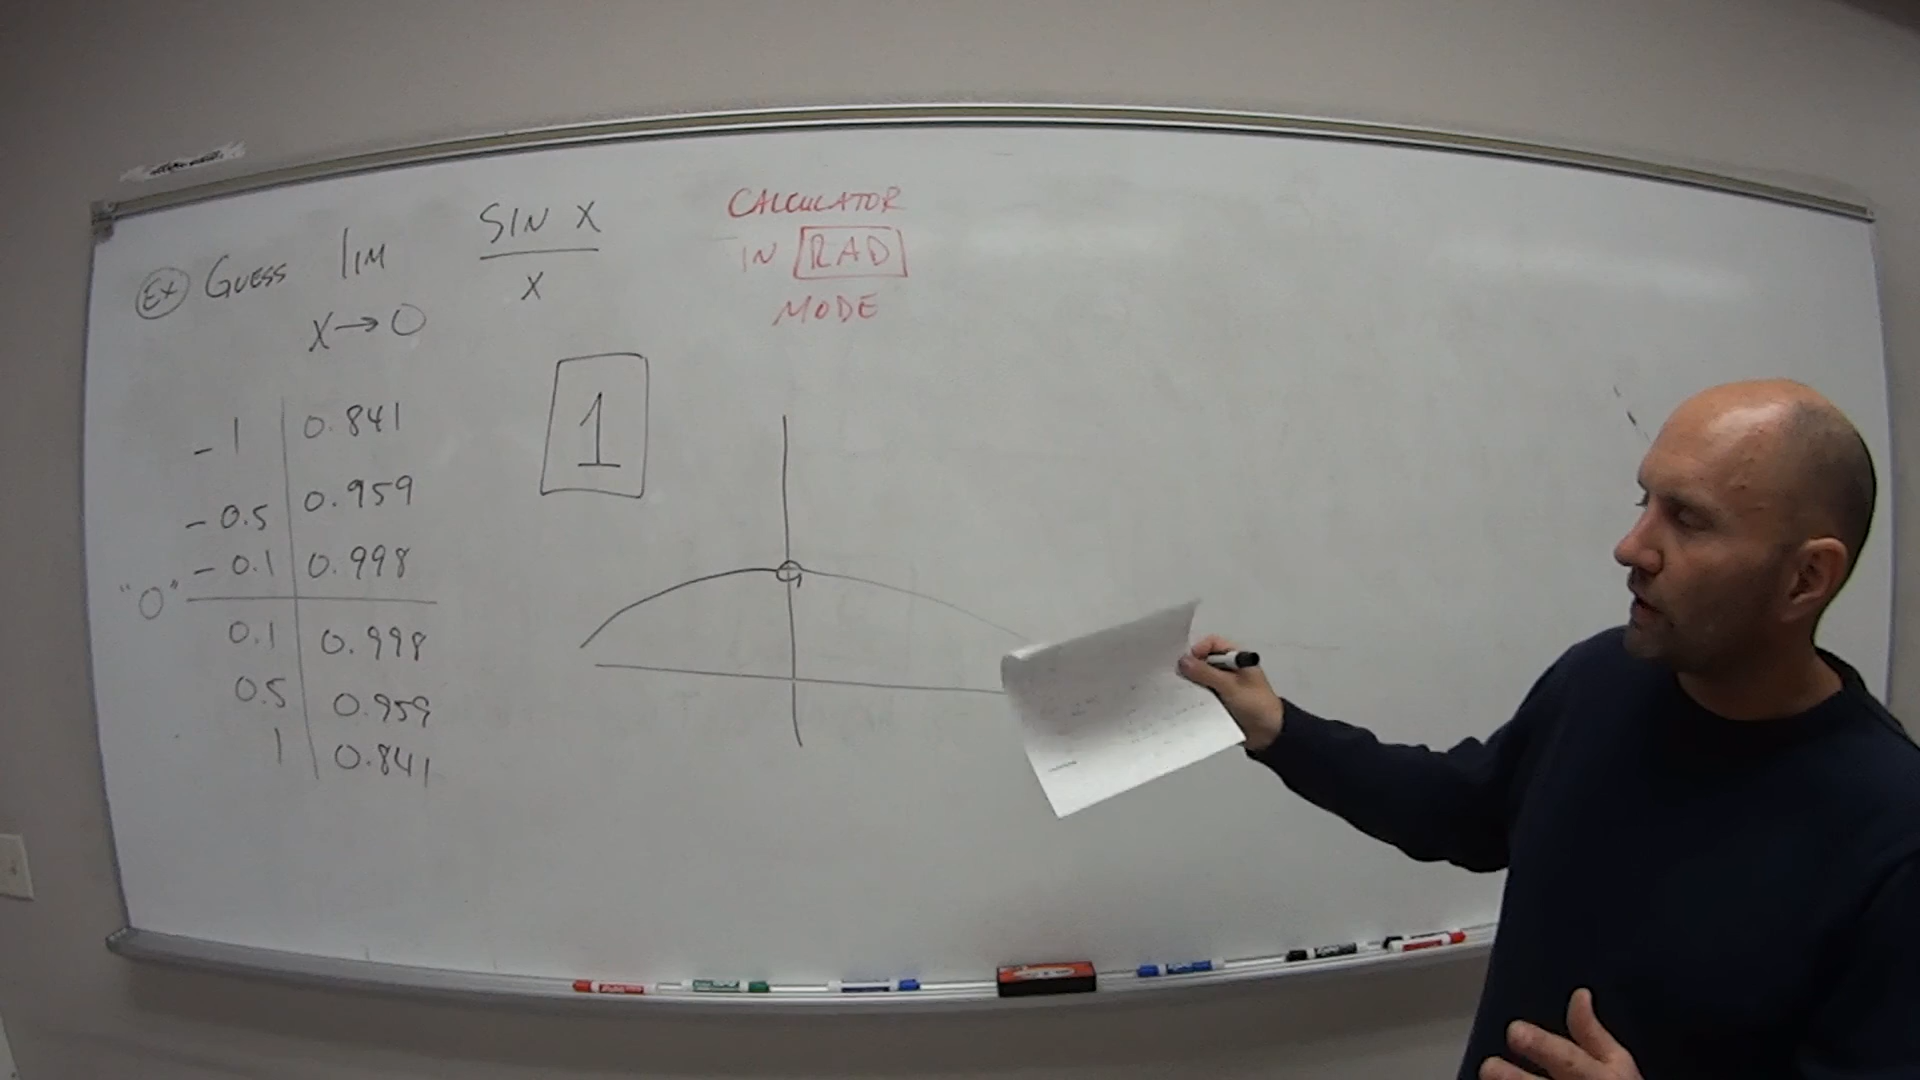 Ex GUESS lim x→0 SIN X / X
CALCULATOR
IN RAD
MODE
1
-1 0.841
-0.5 0.959
-0.1 0.998
"0"
0.1 0.998
0.5 0.959
1 0.841